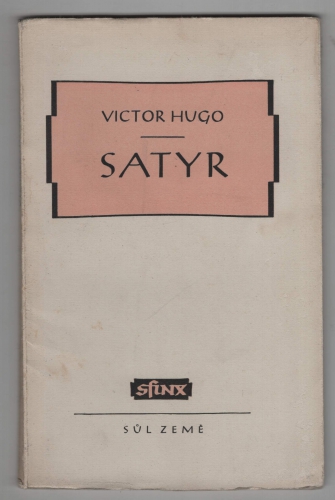 VICTOR HUGO
SATYR
sfinx
SŮL ZEMĚ